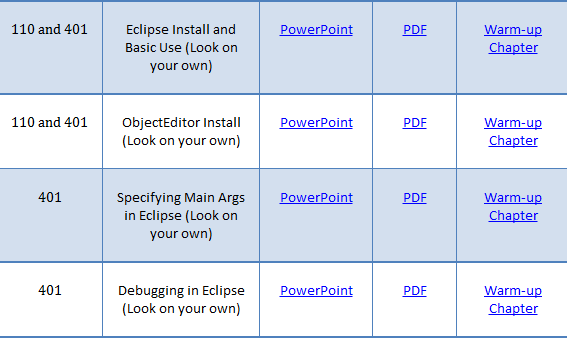 110 and 401 Eclipse Install and PowerPoint PDF Warm-up
Basic Use (Look on Chapter
your own)
110 and 401 ObjectEditor Install PowerPoint PDF Warm-up
(Look on your own) Chapter
401 Specifying Main Args PowerPoint PDF Warm-up
in Eclipse (Look on Chapter
your own)
401 Debugging in Eclipse PowerPoint PDF Warm-up
(Look on your own) Chapter